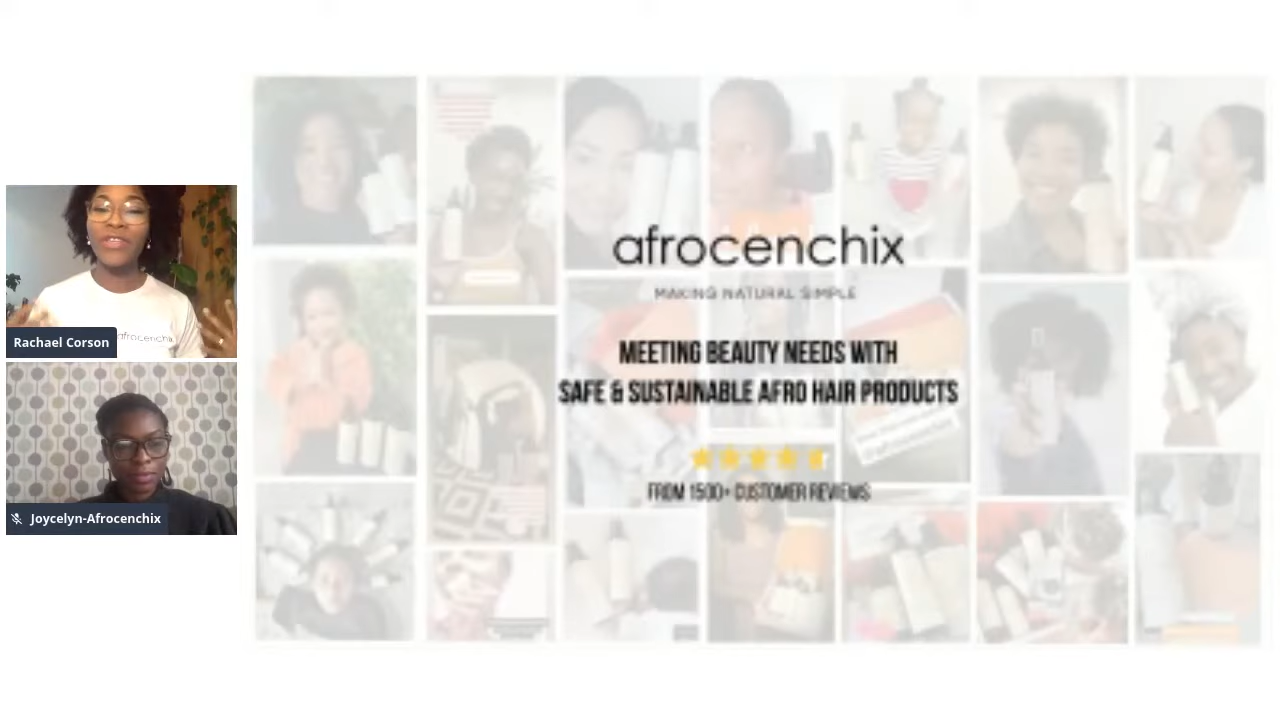 Rachael Corson
afrocenchix
Joycelyn-Afrocenchix
afrocenchix
MAKING NATURAL SIMPLE
MEETING BEAUTY NEEDS WITH
SAFE & SUSTAINABLE AFRO HAIR PRODUCTS
FROM 1500+ CUSTOMER REVIEWS